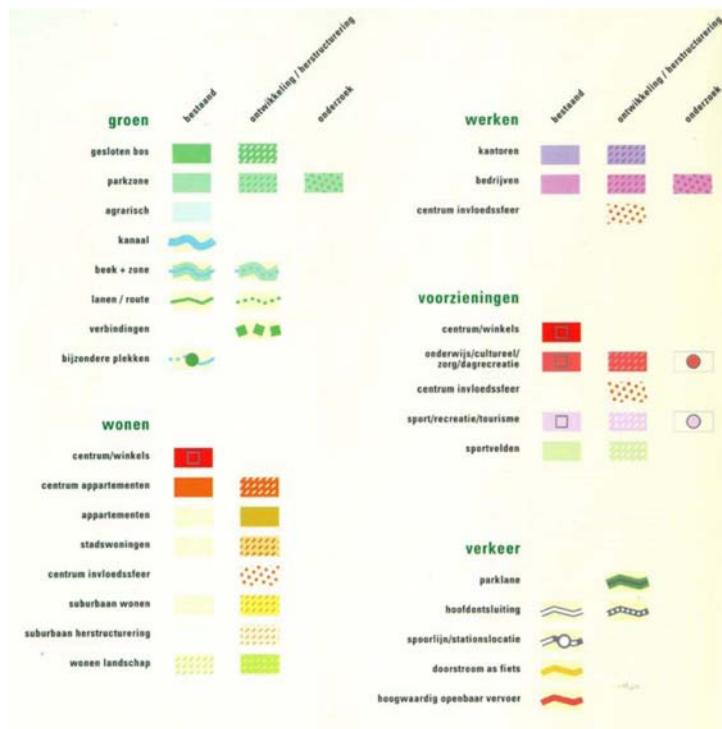 bestaand
ontwikkeling / herstructurering
onderzoek
groen
gesloten bos
parkzone
agrarisch
kanaal
beek + zone
lanen / route
verbindingen
bijzondere plekken
wonen
centrum/winkels
centrum appartementen
appartementen
stadswoningen
centrum invloedssfeer
suburbaan wonen
suburbaan herstructurering
wonen landschap
bestaand
ontwikkeling / herstructurering
onderzoek
werken
kantoren
bedrijven
centrum invloedssfeer
voorzieningen
centrum/winkels
onderwijs/cultureel/
zorg/dagrecreatie
centrum invloedssfeer
sport/recreatie/tourisme
sportvelden
verkeer
parklane
hoofdontsluiting
spoorlijn/stationslocatie
doorstroom as fiets
hoogwaardig openbaar vervoer